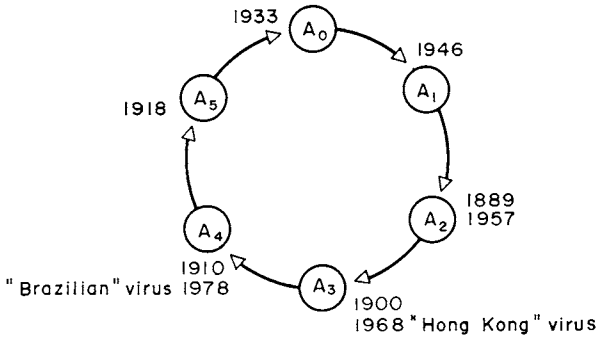 1933
A0
1946
A1
1918
A5
1889
1957
A2
A4
1910
"Brazilian" virus 1978
A3
1900
1968 "Hong Kong" virus